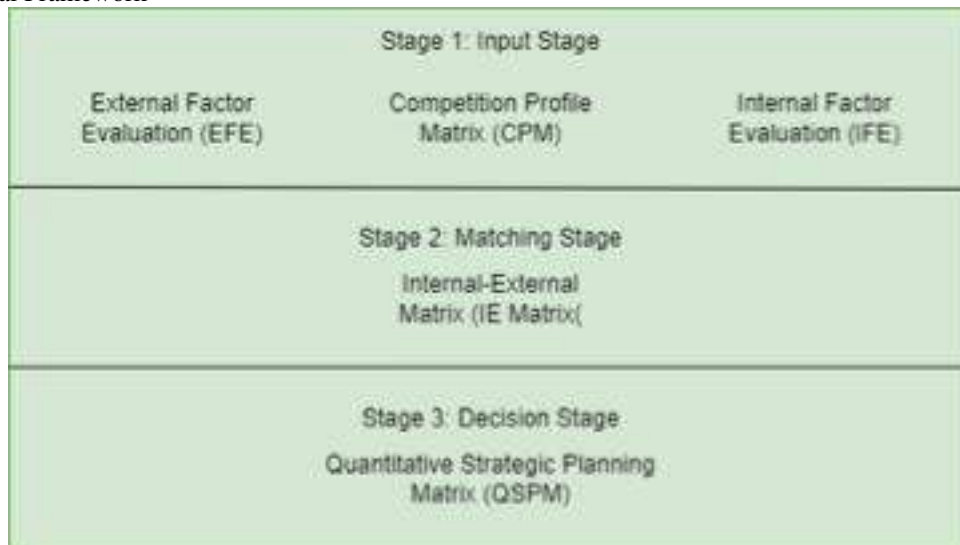 Stage 1: Input Stage
External Factor
Evaluation (EFE)
Competition Profile
Matrix (CPM)
Internal Factor
Evaluation (IFE)
Stage 2: Matching Stage
Internal-External
Matrix (IE Matrix(
Stage 3: Decision Stage
Quantitative Strategic Planning
Matrix (QSPM)